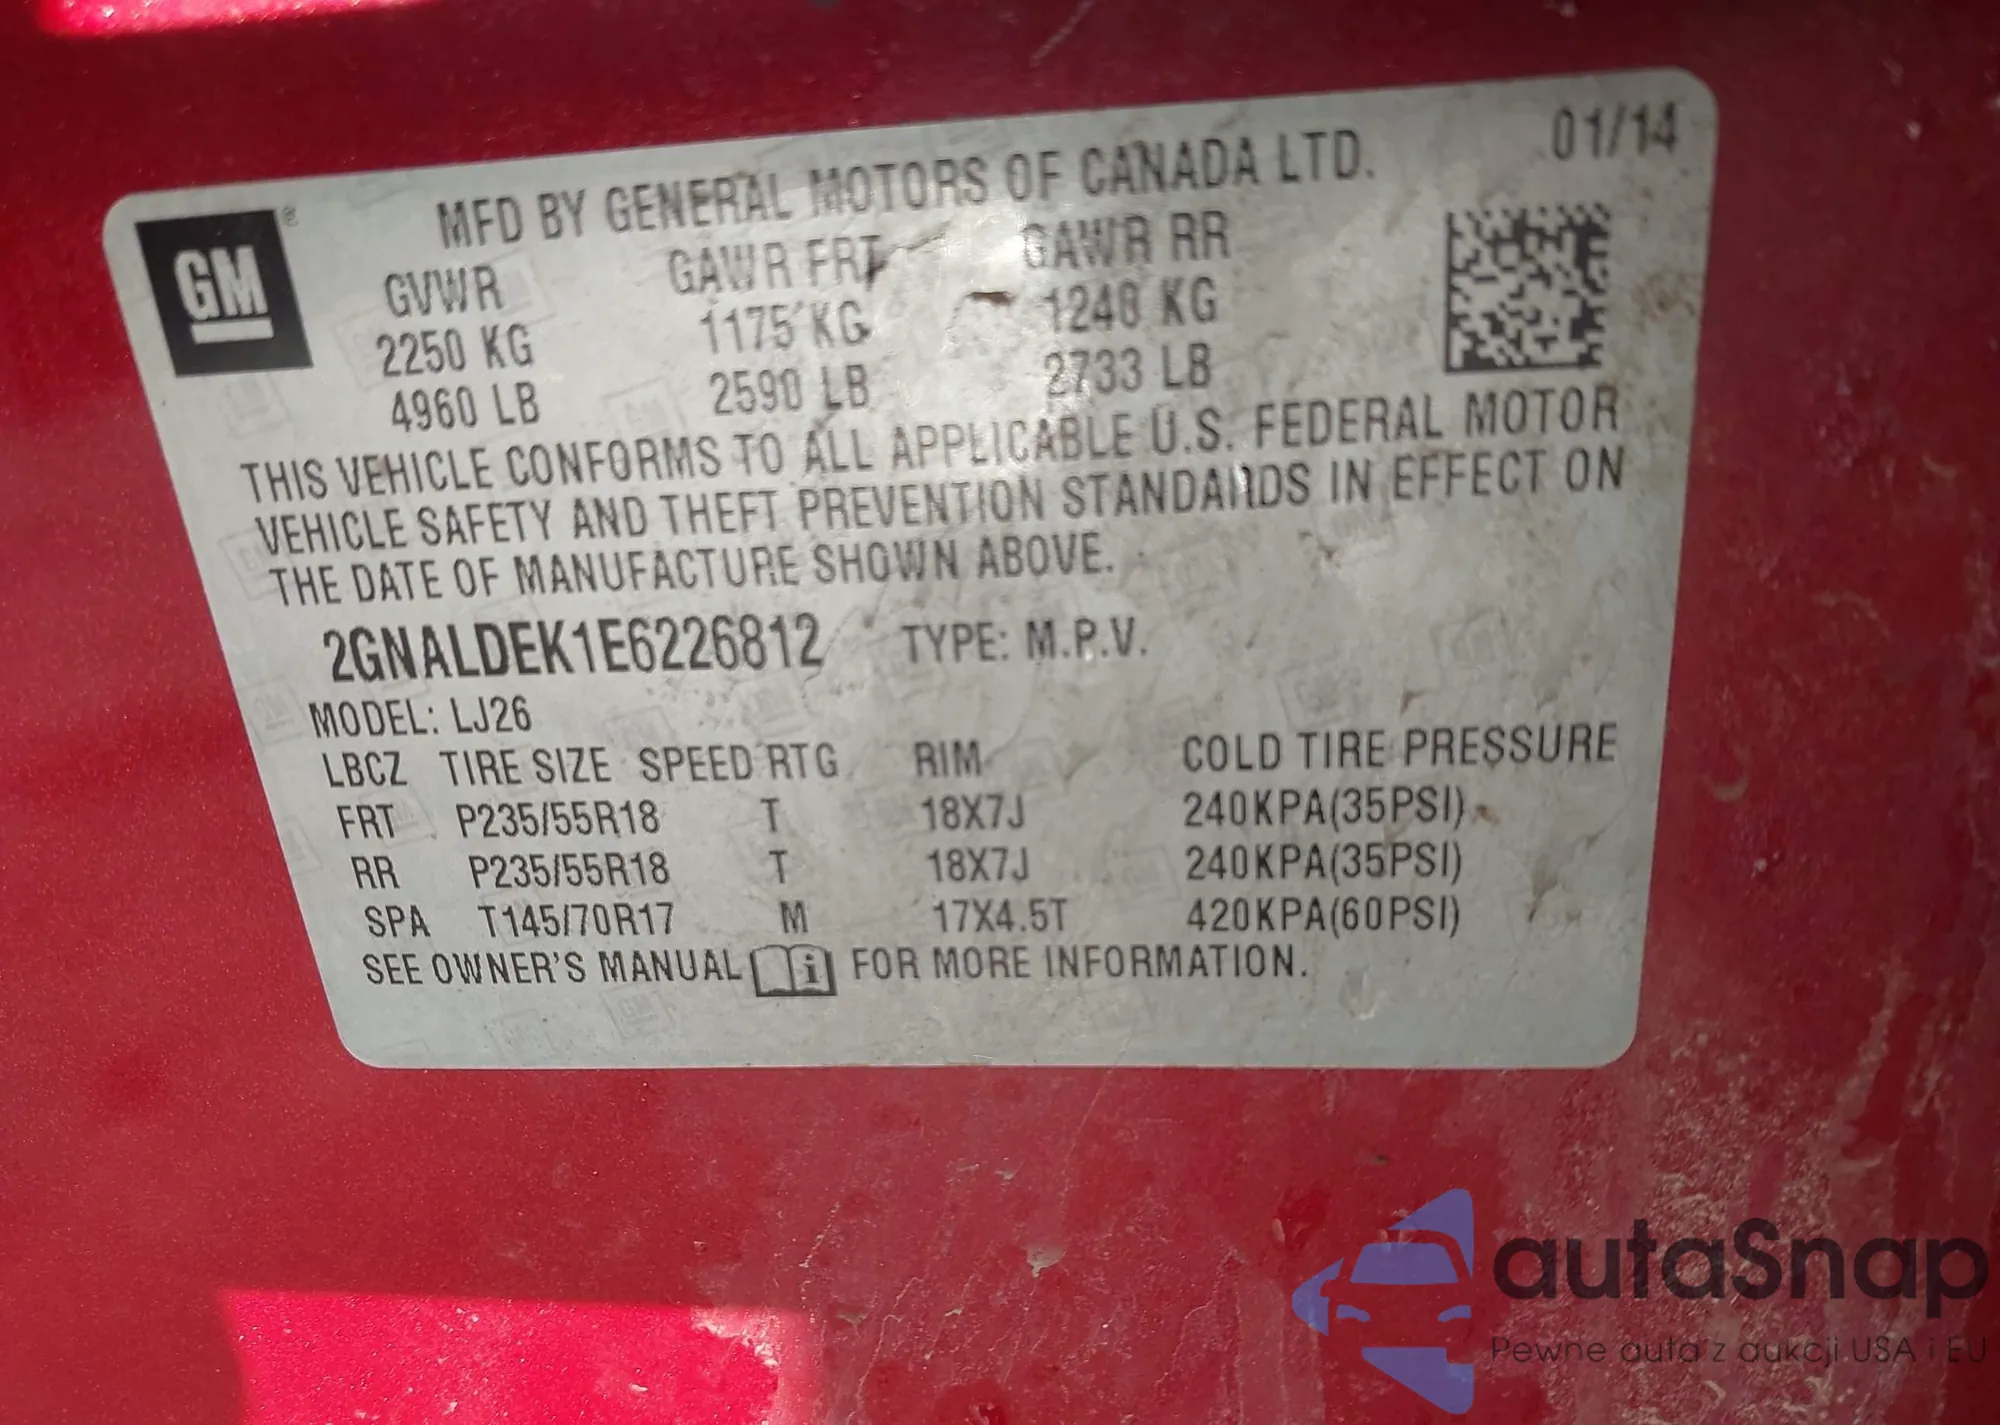 01/14
MFD BY GENERAL MOTORS OF CANADA LTD.
GM ®
GVWR GAWR FRT GAWR RR
2250 KG 1175 KG 1240 KG
4960 LB 2590 LB 2733 LB
THIS VEHICLE CONFORMS TO ALL APPLICABLE U.S. FEDERAL MOTOR
VEHICLE SAFETY AND THEFT PREVENTION STANDARDS IN EFFECT ON
THE DATE OF MANUFACTURE SHOWN ABOVE.
2GNALDEK1E6226812 TYPE: M.P.V.
MODEL: LJ26
LBCZ TIRE SIZE SPEED RTG RIM COLD TIRE PRESSURE
FRT P235/55R18 T 18X7J 240KPA(35PSI)
RR P235/55R18 T 18X7J 240KPA(35PSI)
SPA T145/70R17 M 17X4.5T 420KPA(60PSI)
SEE OWNER'S MANUAL i FOR MORE INFORMATION.
autaSnap
Pewne auta z aukcji USA i EU